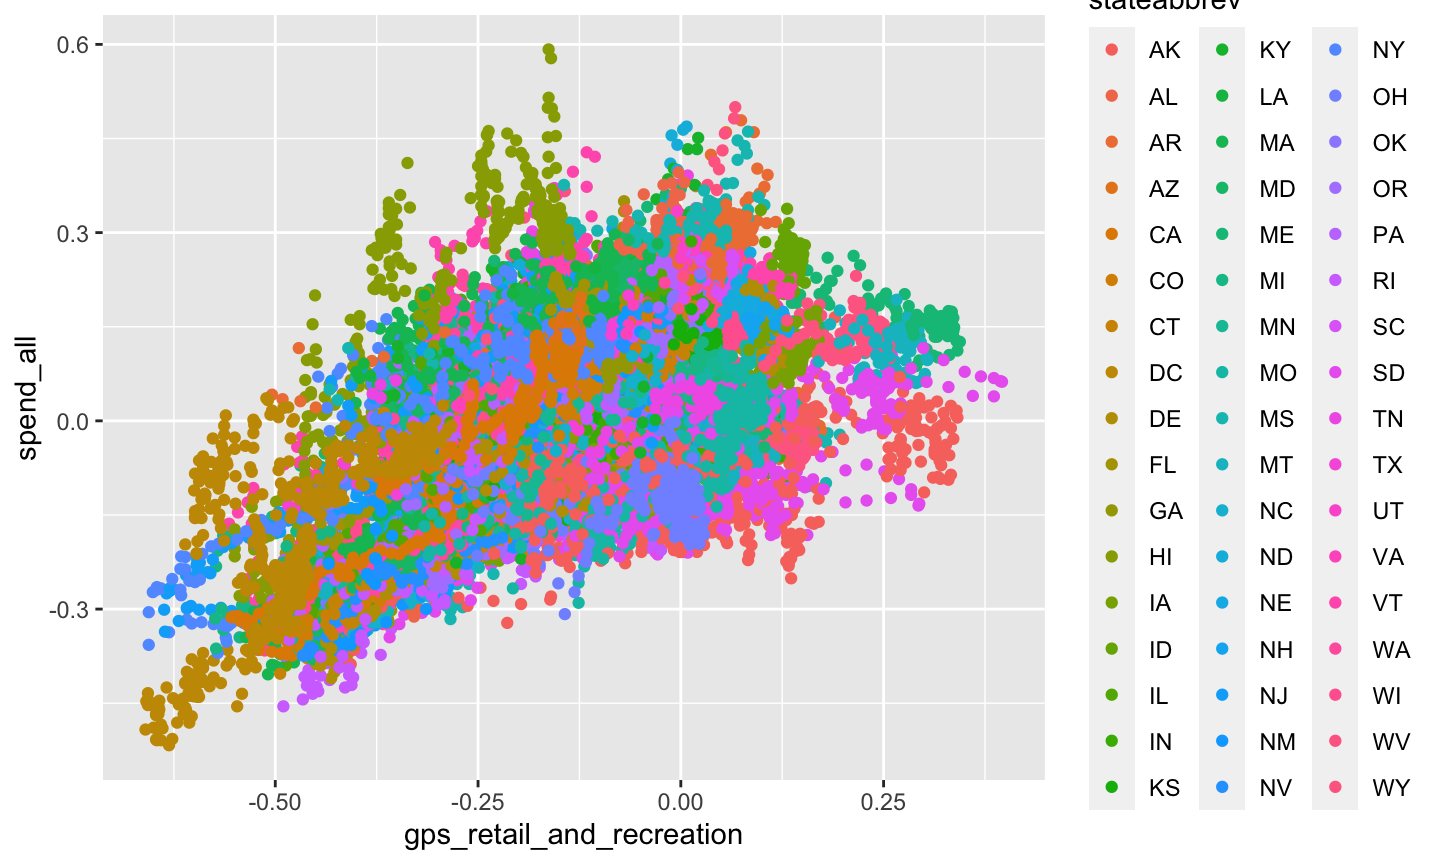 stateabbrev
AK KY NY
AL LA OH
AR MA OK
AZ MD OR
CA ME PA
CO MI RI
CT MN SC
DC MO SD
DE MS TN
FL MT TX
GA NC UT
HI ND VA
IA NE VT
ID NH WA
IL NJ WI
IN NM WV
KS NV WY
spend_all
0.6
0.3
0.0
-0.3
-0.50 -0.25 0.00 0.25
gps_retail_and_recreation